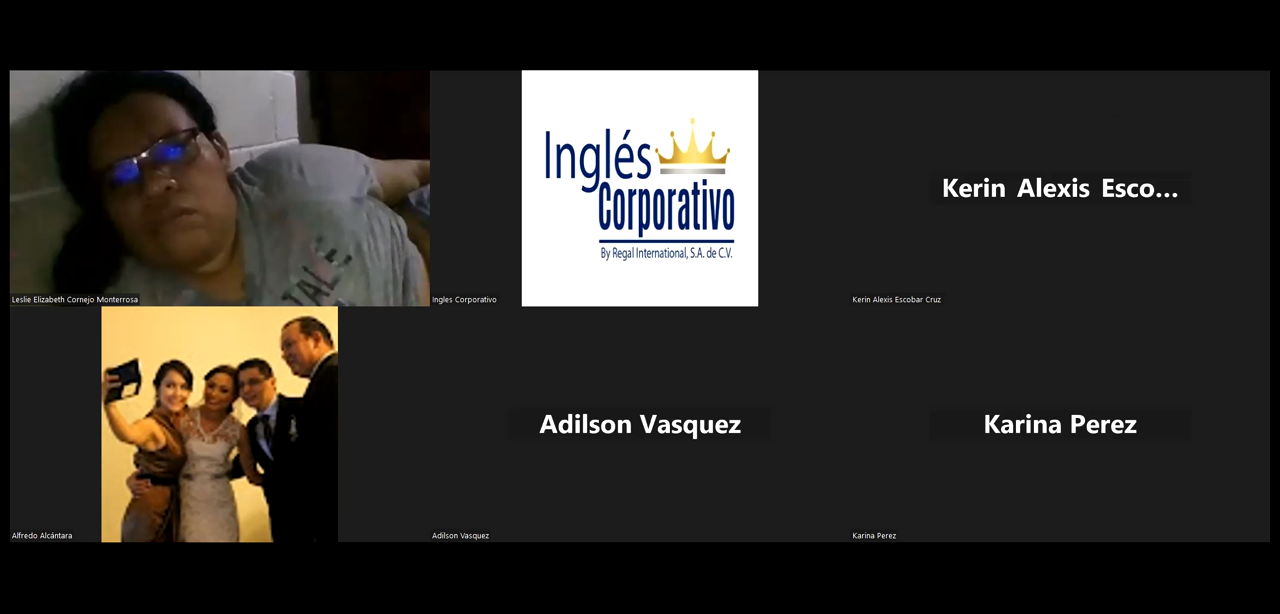 Inglés
Corporativo
By Regal International, S.A. de C.V.
Kerin Alexis Esco...
TALE
Leslie Elizabeth Cornejo Monterrosa
Ingles Corporativo
Kerin Alexis Escobar Cruz
Adilson Vasquez
Karina Perez
Alfredo Alcántara
Adilson Vasquez
Karina Perez